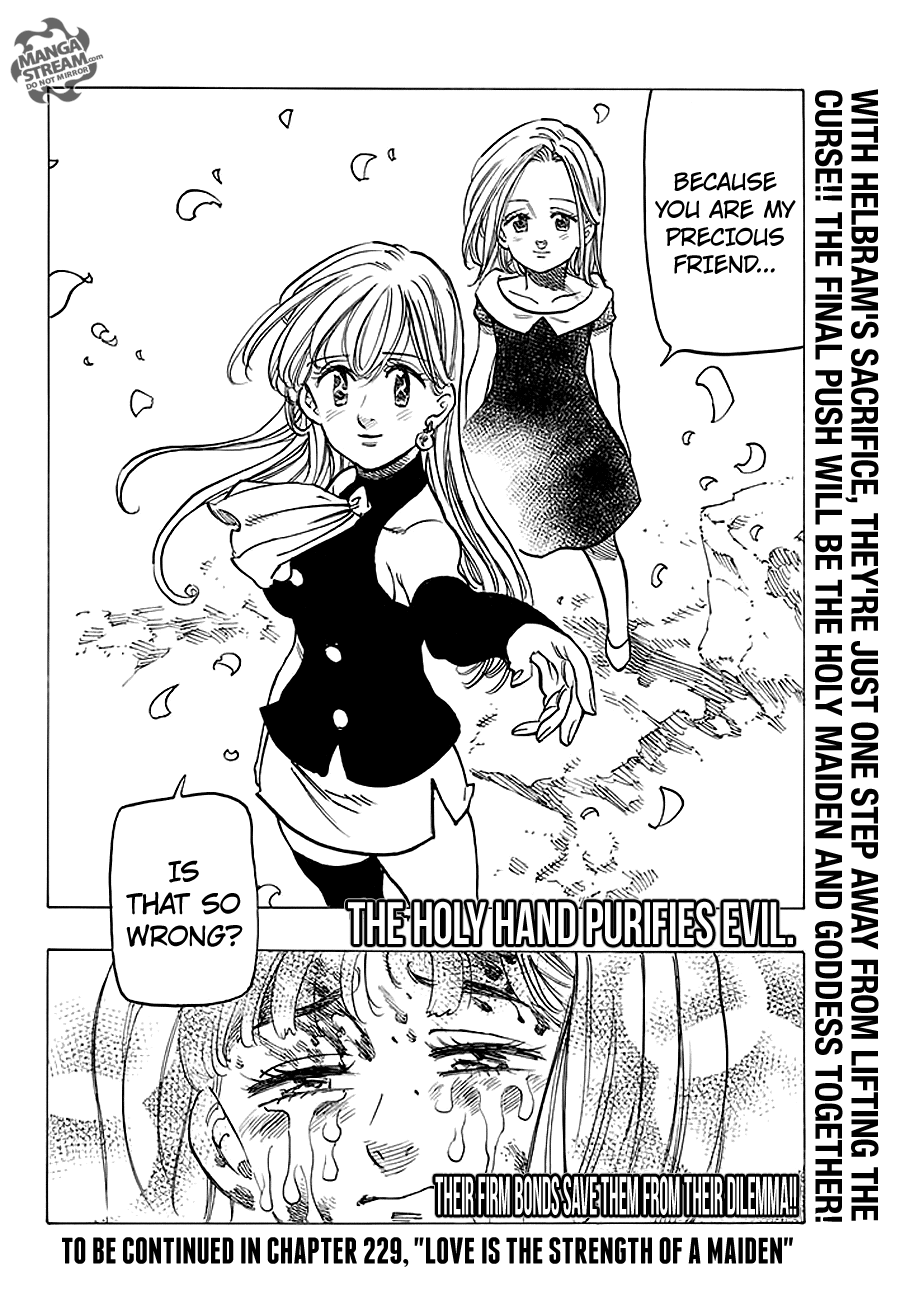 MANGA
STREAM.com
DO NOT MIRROR
WITH HELBRAM'S SACRIFICE, THEY'RE JUST ONE STEP AWAY FROM LIFTING THE
CURSE!! THE FINAL PUSH WILL BE THE HOLY MAIDEN AND GODDESS TOGETHER!
BECAUSE
YOU ARE MY
PRECIOUS
FRIEND...
IS
THAT SO
WRONG?
THE HOLY HAND PURIFIES EVIL.
THEIR FIRM BONDS SAVE THEM FROM THEIR DILEMMA!!
TO BE CONTINUED IN CHAPTER 229, "LOVE IS THE STRENGTH OF A MAIDEN"